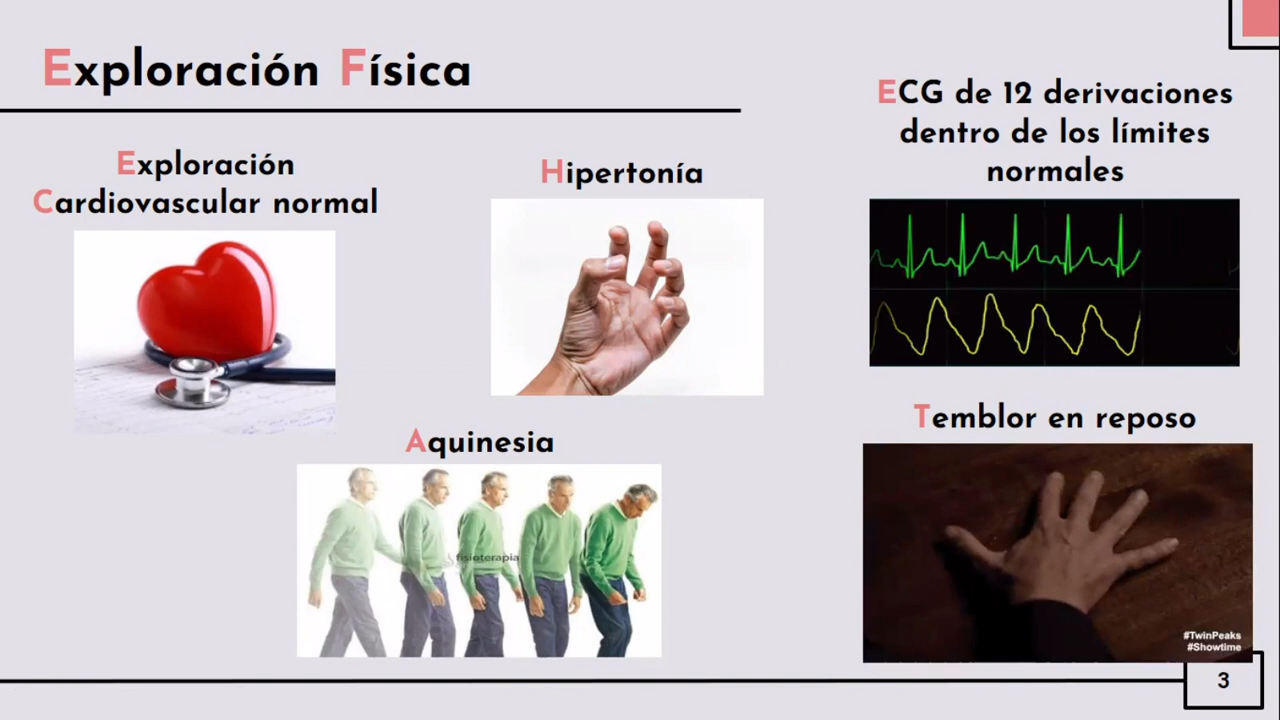 Exploración Física
Exploración
Cardiovascular normal
Hipertonía
ECG de 12 derivaciones
dentro de los límites
normales
Aquinesia
fisioterapia
Temblor en reposo
#TwinPeaks
#Showtime
3